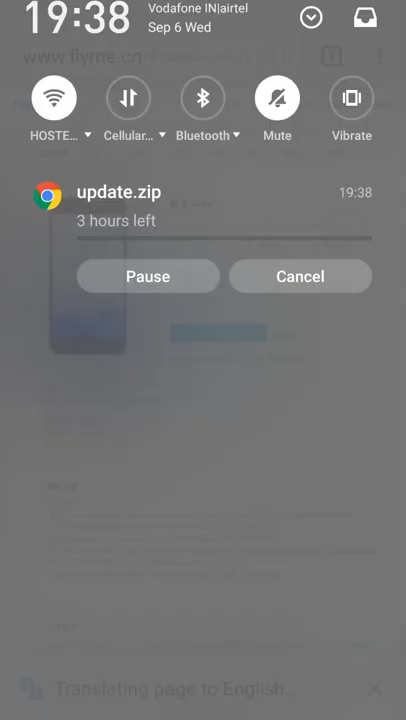 19:38
Vodafone IN|airtel
Sep 6 Wed
www.flyme.cn
HOSTE...
Cellular...
Bluetooth
Mute
Vibrate
update.zip
19:38
3 hours left
Pause
Cancel
Translating page to English...